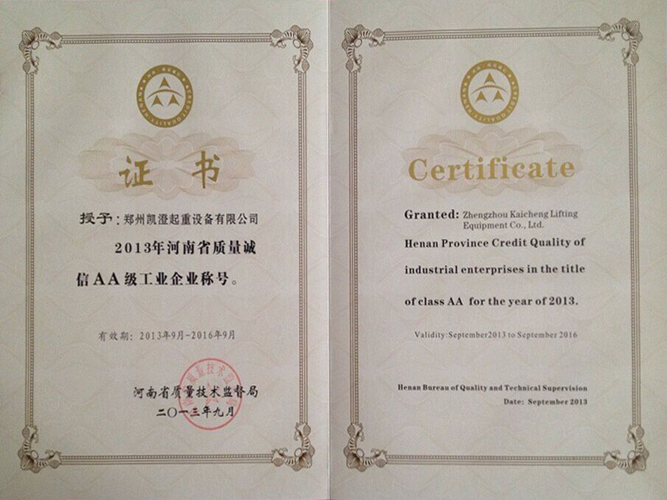 证书
授予：郑州凯澄起重设备有限公司
2013年河南省质量诚
信AA级工业企业称号。
有效期：2013年9月-2016年9月
河南省质量技术监督局
二〇一三年九月
Certificate
Granted: Zhengzhou Kaicheng Lifting
Equipment Co., Ltd.
Henan Province Credit Quality of
industrial enterprises in the title
of class AA for the year of 2013.
Validity:September2013 to September 2016
Henan Bureau of Quality and Technical Supervision
Date: September 2013